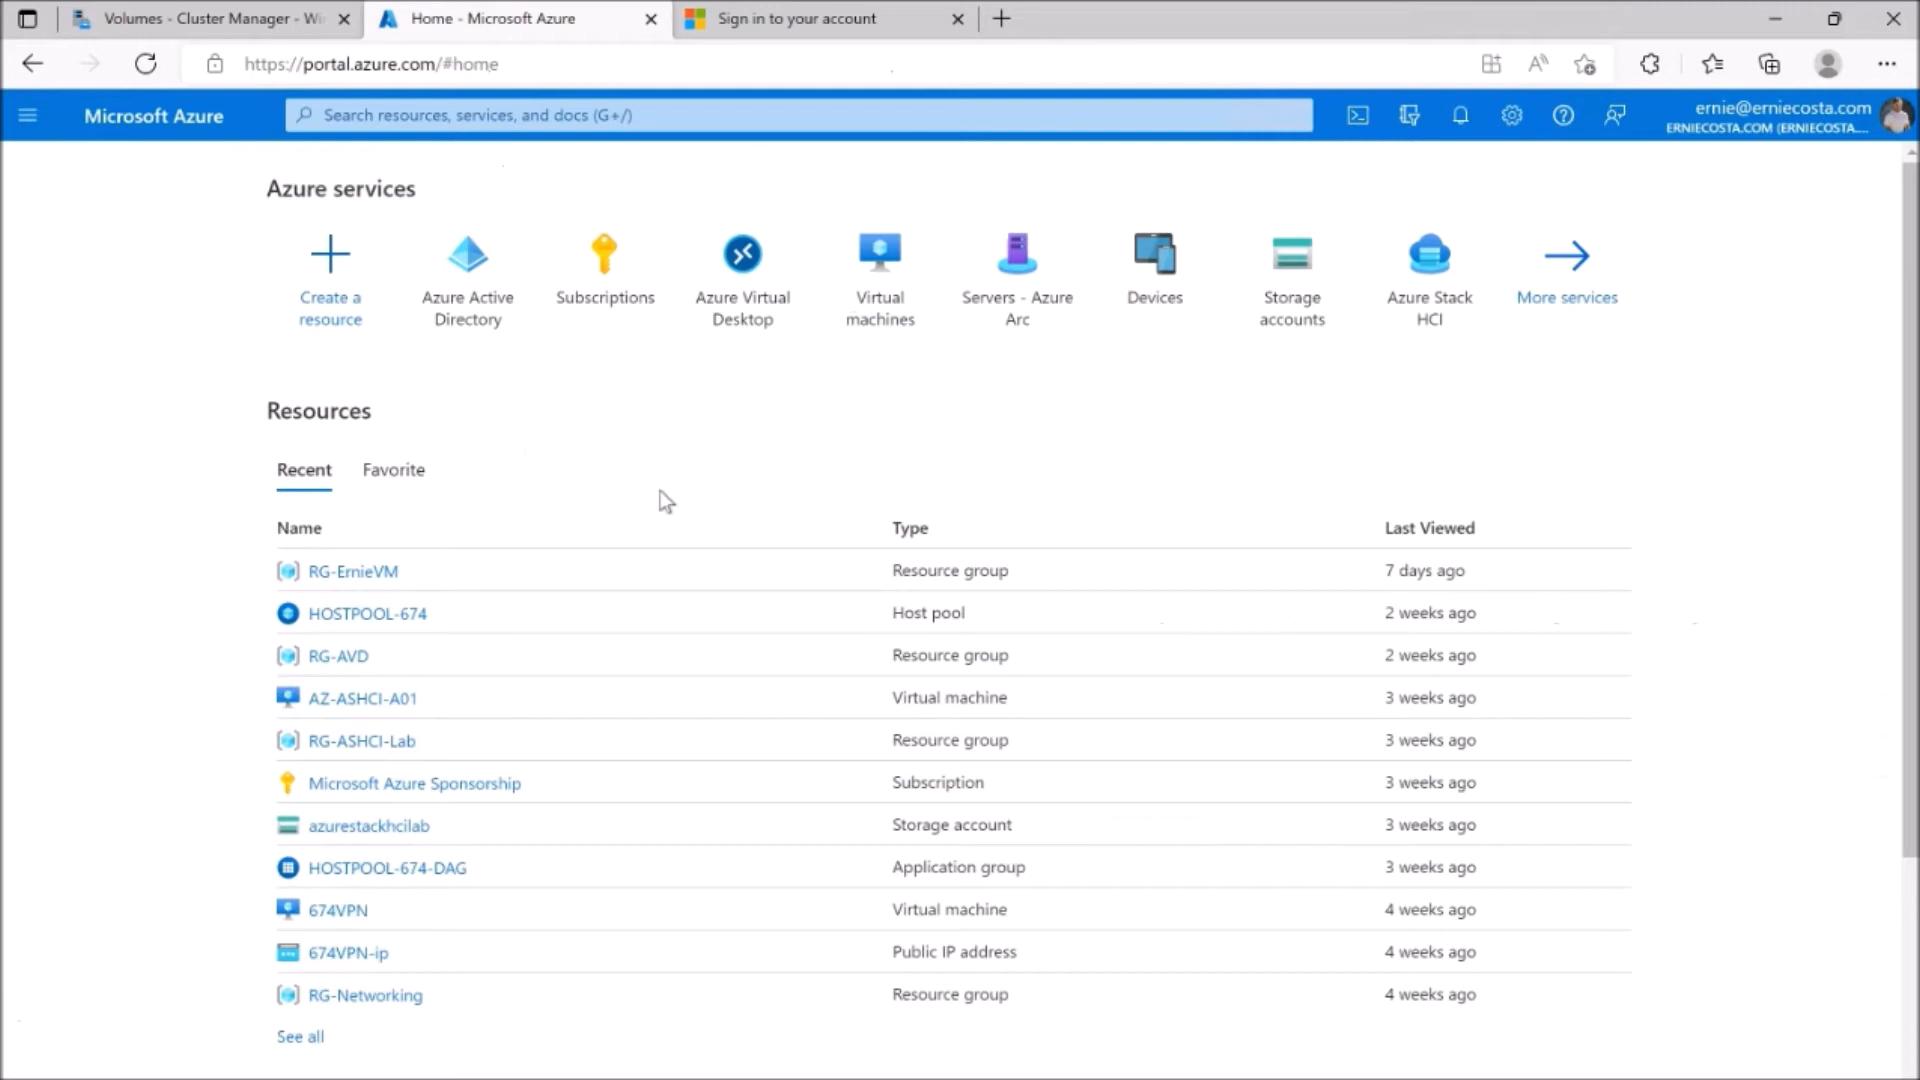 Volumes - Cluster Manager - Wi
Home - Microsoft Azure
Sign in to your account
https://portal.azure.com/#home
Microsoft Azure
Search resources, services, and docs (G+/)
ernie@erniecosta.com
ERNIECOSTA.COM (ERNIECOSTA....
Azure services
Create a
resource
Azure Active
Directory
Subscriptions
Azure Virtual
Desktop
Virtual
machines
Servers - Azure
Arc
Devices
Storage
accounts
Azure Stack
HCI
More services
Resources
Recent Favorite
Name Type Last Viewed
RG-ErnieVM Resource group 7 days ago
HOSTPOOL-674 Host pool 2 weeks ago
RG-AVD Resource group 2 weeks ago
AZ-ASHCI-A01 Virtual machine 3 weeks ago
RG-ASHCI-Lab Resource group 3 weeks ago
Microsoft Azure Sponsorship Subscription 3 weeks ago
azurestackhcilab Storage account 3 weeks ago
HOSTPOOL-674-DAG Application group 3 weeks ago
674VPN Virtual machine 4 weeks ago
674VPN-ip Public IP address 4 weeks ago
RG-Networking Resource group 4 weeks ago
See all